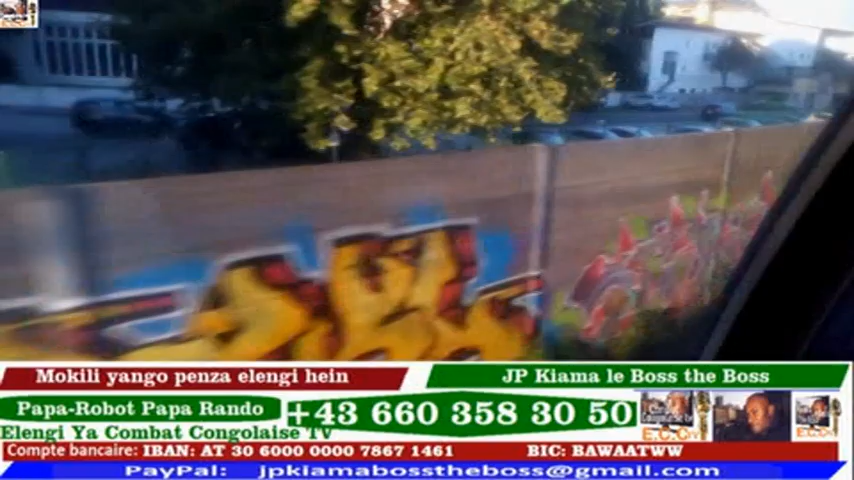 Mokili yango penza elengi hein
JP Kiama le Boss the Boss
Papa-Robot Papa Rando
+43 660 358 30 50
Elengi Ya Combat Congolaise TV
E.C.C
Compte bancaire: IBAN: AT 30 6000 0000 7867 1461
BIC: BAWAATWW
PayPal: jpkiamabosstheboss@gmail.com